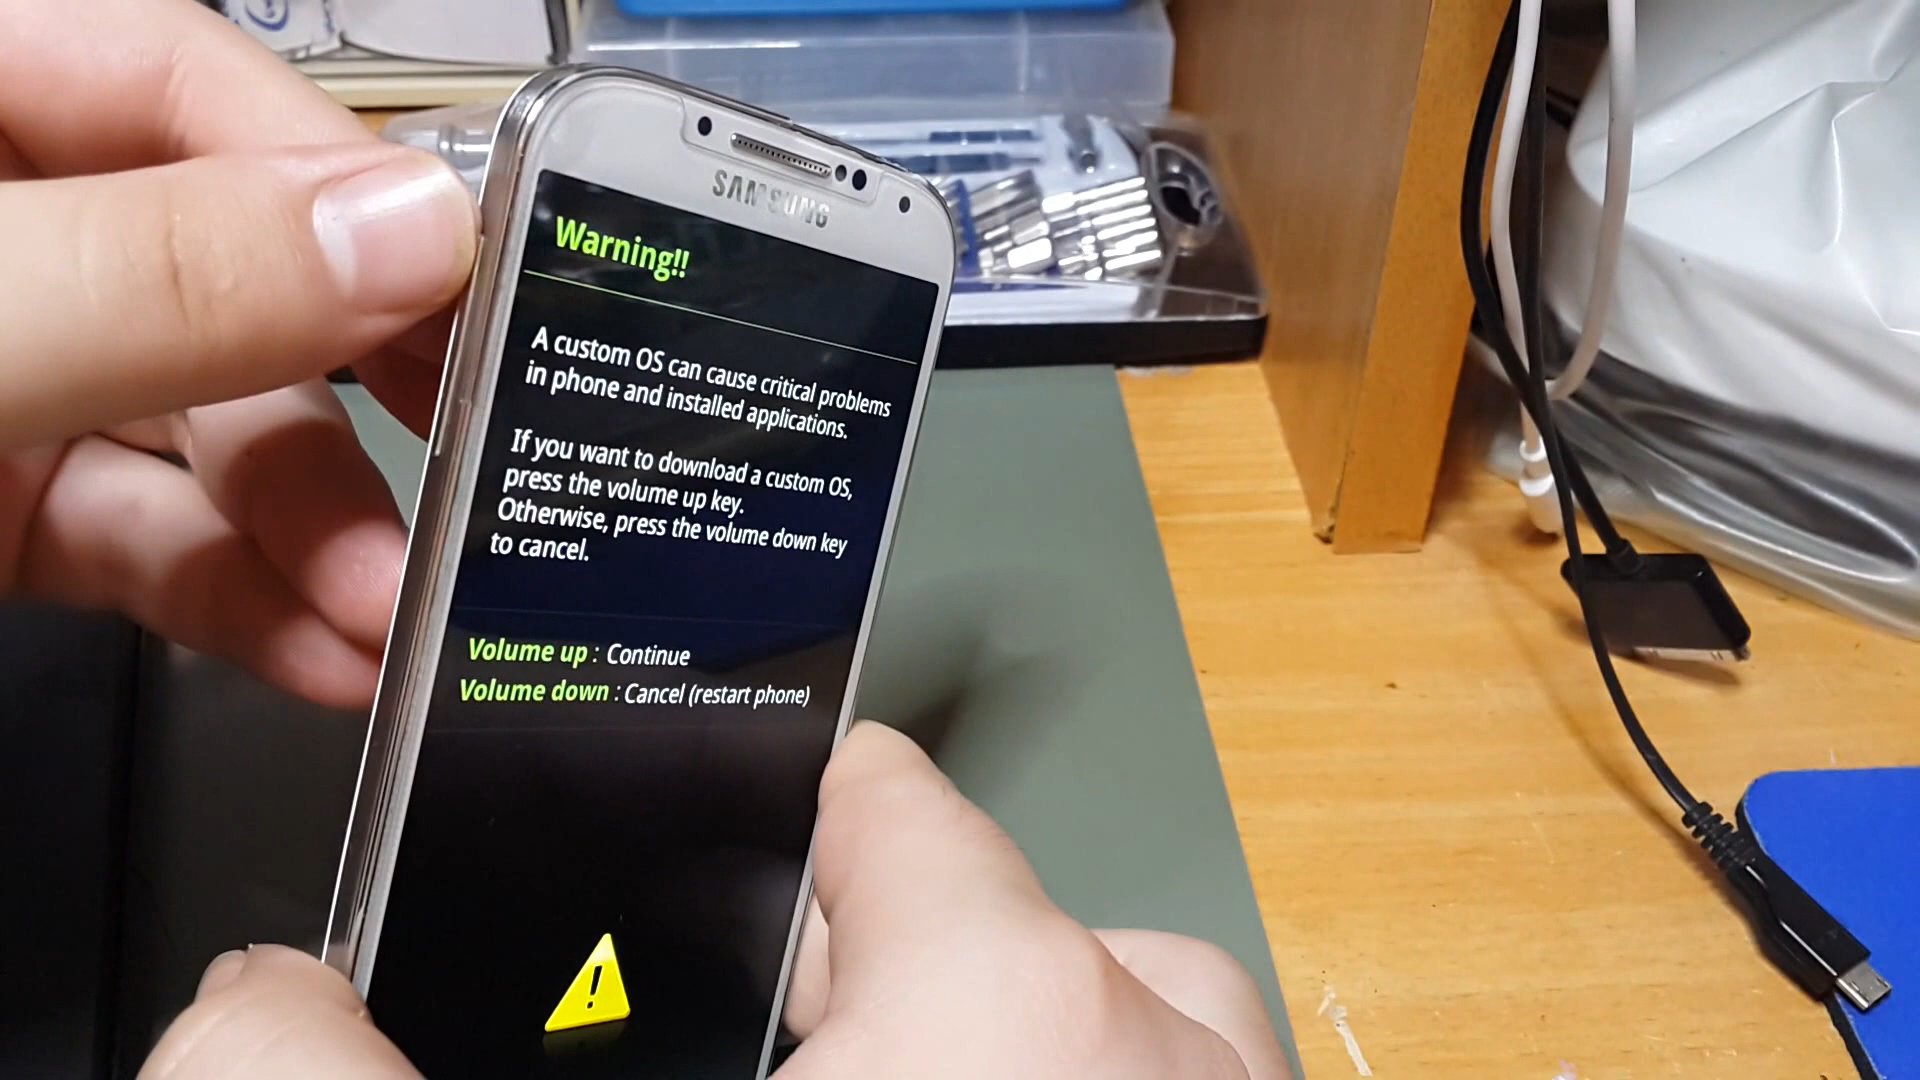 SAMSUNG
Warning!!
A custom OS can cause critical problems
in phone and installed applications.
If you want to download a custom OS,
press the volume up key.
Otherwise, press the volume down key
to cancel.
Volume up : Continue
Volume down : Cancel (restart phone)
!